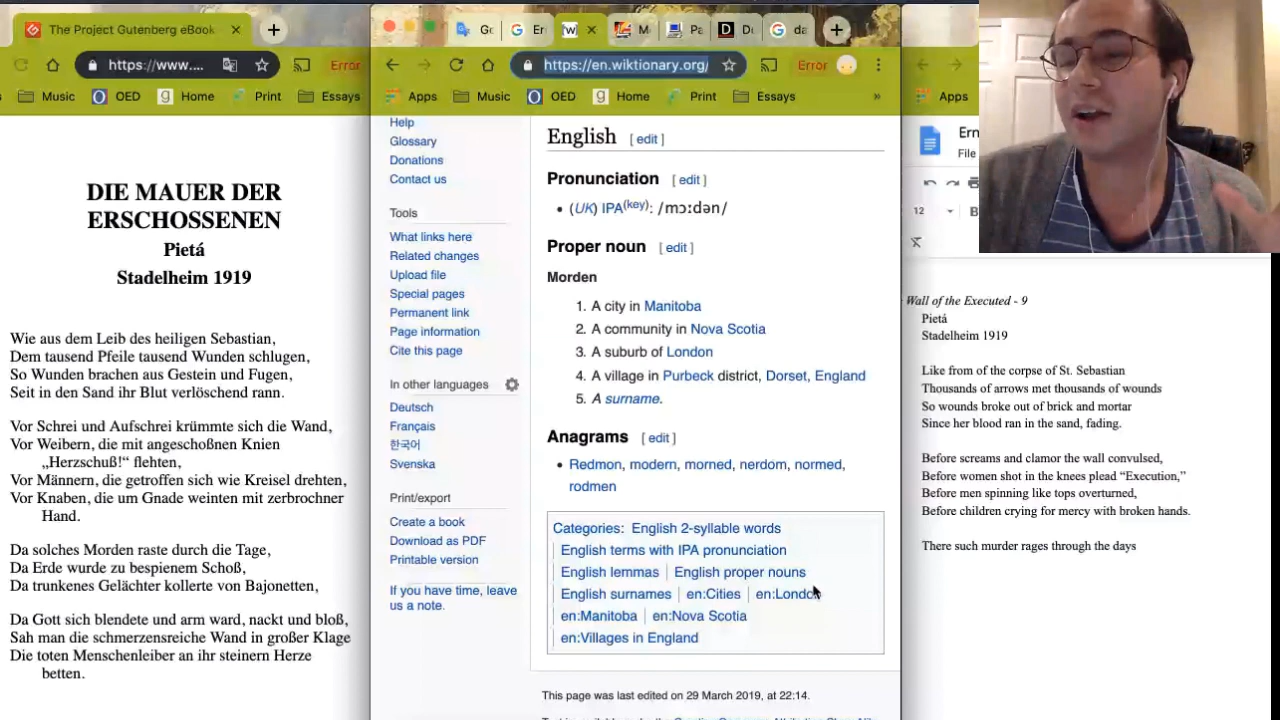 The Project Gutenberg eBook
Er
da
https://www....
Error
https://en.wiktionary.org/
Error
Music
OED
Home
Print
Essays
Apps
Music
OED
Home
Print
Essays
»
Apps
DIE MAUER DER
ERSCHOSSENEN
Pietá
Stadelheim 1919
Wie aus dem Leib des heiligen Sebastian,
Dem tausend Pfeile tausend Wunden schlugen,
So Wunden brachen aus Gestein und Fugen,
Seit in den Sand ihr Blut verlöschend rann.
Vor Schrei und Aufschrei krümmte sich die Wand,
Vor Weibern, die mit angeschoßnen Knien
„Herzschuß!“ flehten,
Vor Männern, die getroffen sich wie Kreisel drehten,
Vor Knaben, die um Gnade weinten mit zerbrochner
Hand.
Da solches Morden raste durch die Tage,
Da Erde wurde zu bespienem Schoß,
Da trunkenes Gelächter kollerte von Bajonetten,
Da Gott sich blendete und arm ward, nackt und bloß,
Sah man die schmerzensreiche Wand in großer Klage
Die toten Menschenleiber an ihr steinern Herze
betten.
Help
Glossary
Donations
Contact us
Tools
What links here
Related changes
Upload file
Special pages
Permanent link
Page information
Cite this page
In other languages
Deutsch
Français
한국어
Svenska
Print/export
Create a book
Download as PDF
Printable version
If you have time, leave
us a note.
English [ edit ]
Pronunciation [ edit ]
• (UK) IPA(key): /mɔːdən/
Proper noun [ edit ]
Morden
1. A city in Manitoba
2. A community in Nova Scotia
3. A suburb of London
4. A village in Purbeck district, Dorset, England
5. A surname.
Anagrams [ edit ]
• Redmon, modern, morned, nerdom, normed,
rodmen
Categories: English 2-syllable words
English terms with IPA pronunciation
English lemmas | English proper nouns
English surnames | en:Cities | en:London
en:Manitoba | en:Nova Scotia
en:Villages in England
This page was last edited on 29 March 2019, at 22:14.
Ern
File
12
Wall of the Executed - 9
Pietá
Stadelheim 1919
Like from of the corpse of St. Sebastian
Thousands of arrows met thousands of wounds
So wounds broke out of brick and mortar
Since her blood ran in the sand, fading.
Before screams and clamor the wall convulsed,
Before women shot in the knees plead “Execution,”
Before men spinning like tops overturned,
Before children crying for mercy with broken hands.
There such murder rages through the days